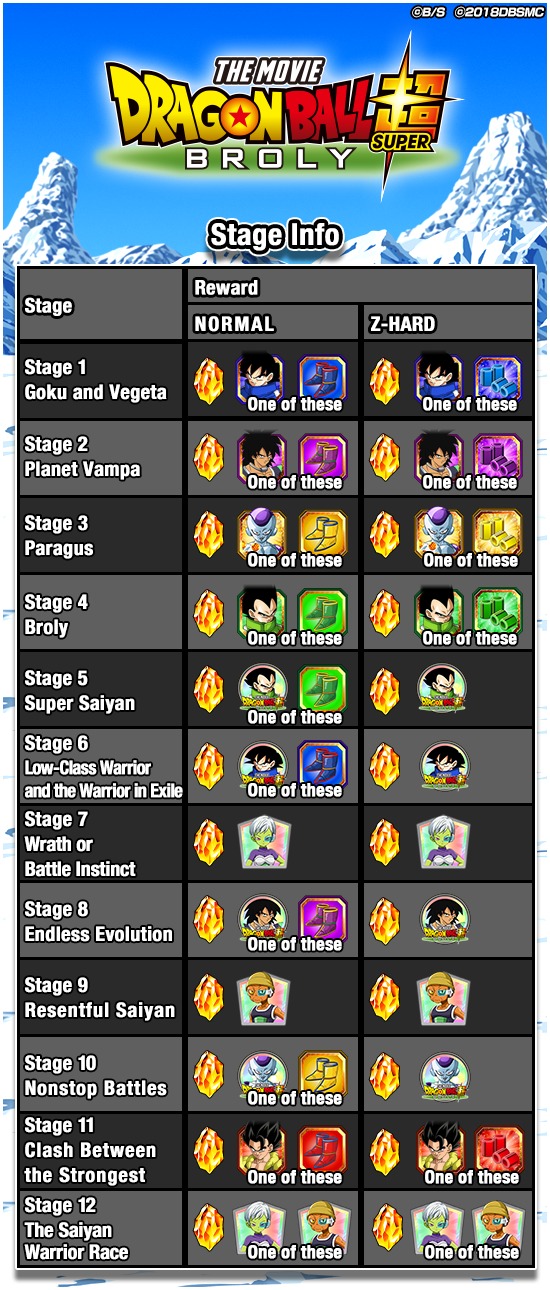 ©B/S ©2018DBSMC
THE MOVIE
DRAGON BALL 超
SUPER
BROLY
Stage Info
Stage
Reward
NORMAL
Z-HARD
Stage 1
Goku and Vegeta
One of these
One of these
Stage 2
Planet Vampa
One of these
One of these
Stage 3
Paragus
One of these
One of these
Stage 4
Broly
One of these
One of these
Stage 5
Super Saiyan
One of these
Stage 6
Low-Class Warrior
and the Warrior in Exile
One of these
Stage 7
Wrath or
Battle Instinct
Stage 8
Endless Evolution
One of these
Stage 9
Resentful Saiyan
Stage 10
Nonstop Battles
One of these
Stage 11
Clash Between
the Strongest
One of these
One of these
Stage 12
The Saiyan
Warrior Race
One of these
One of these